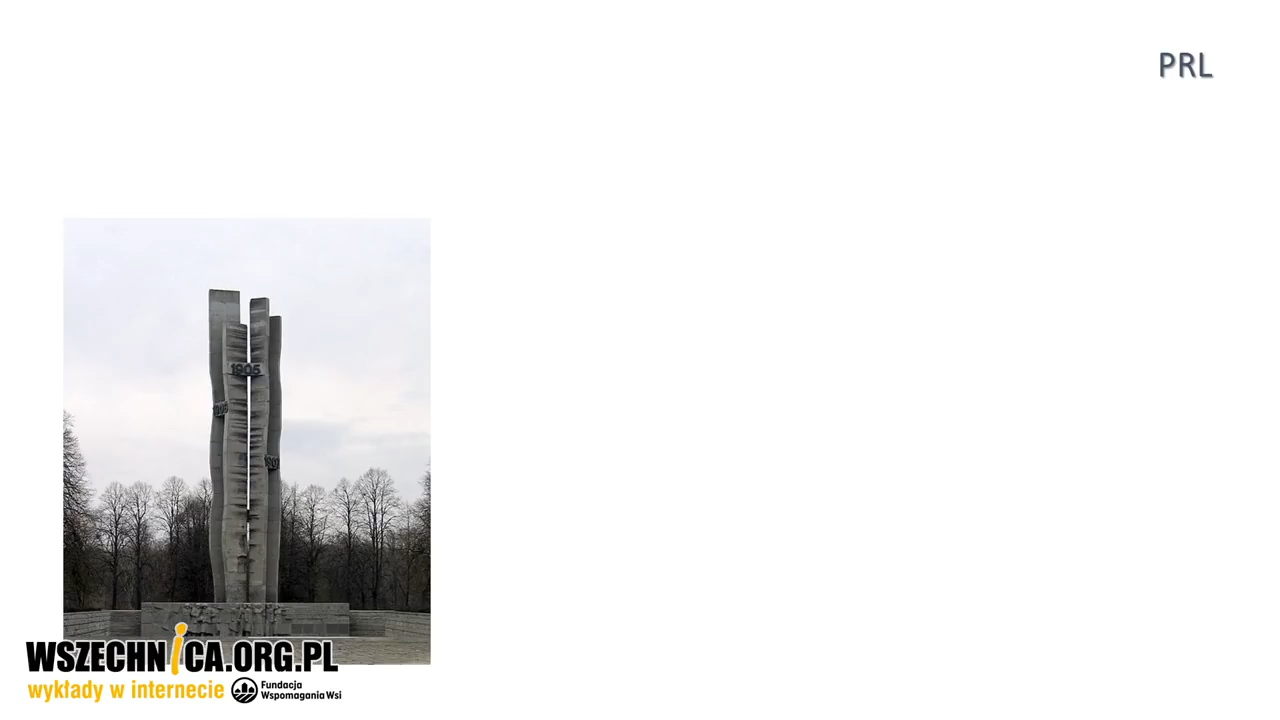 PRL
1905
WSZECHNICA.ORG.PL
wykłady w internecie
Fundacja
Wspomagania Wsi